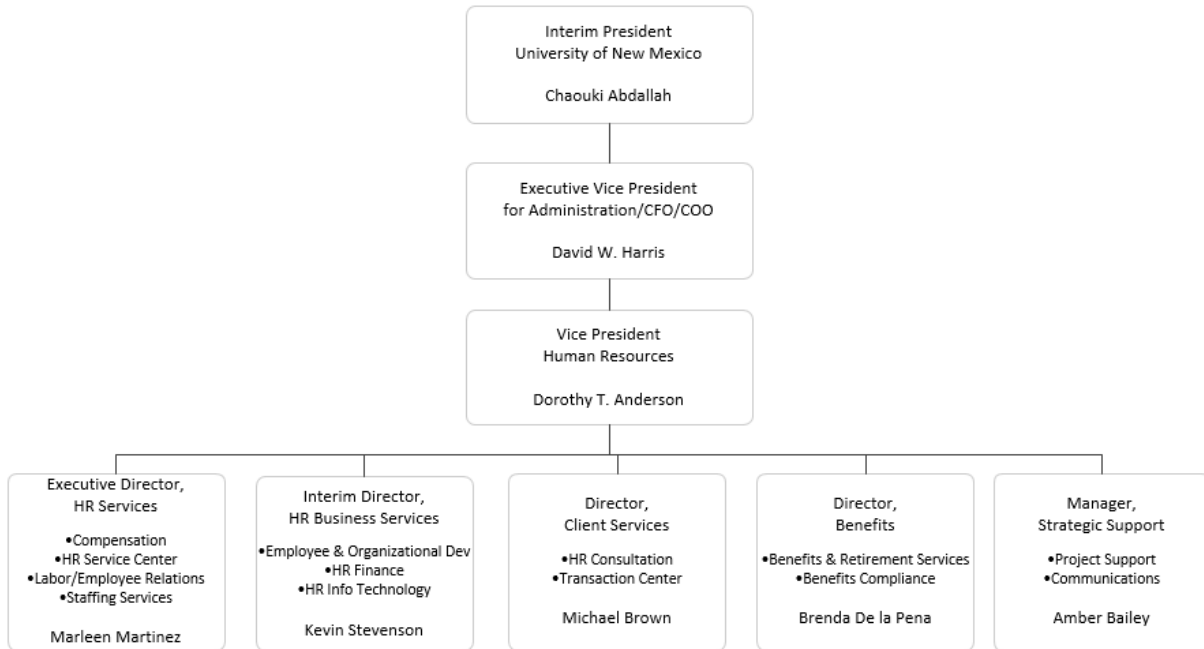 Interim President
University of New Mexico
Chaouki Abdallah
Executive Vice President
for Administration/CFO/COO
David W. Harris
Vice President
Human Resources
Dorothy T. Anderson
Executive Director,
HR Services
•Compensation
•HR Service Center
•Labor/Employee Relations
•Staffing Services
Marleen Martinez
Interim Director,
HR Business Services
•Employee & Organizational Dev
•HR Finance
•HR Info Technology
Kevin Stevenson
Director,
Client Services
•HR Consultation
•Transaction Center
Michael Brown
Director,
Benefits
•Benefits & Retirement Services
•Benefits Compliance
Brenda De la Pena
Manager,
Strategic Support
•Project Support
•Communications
Amber Bailey